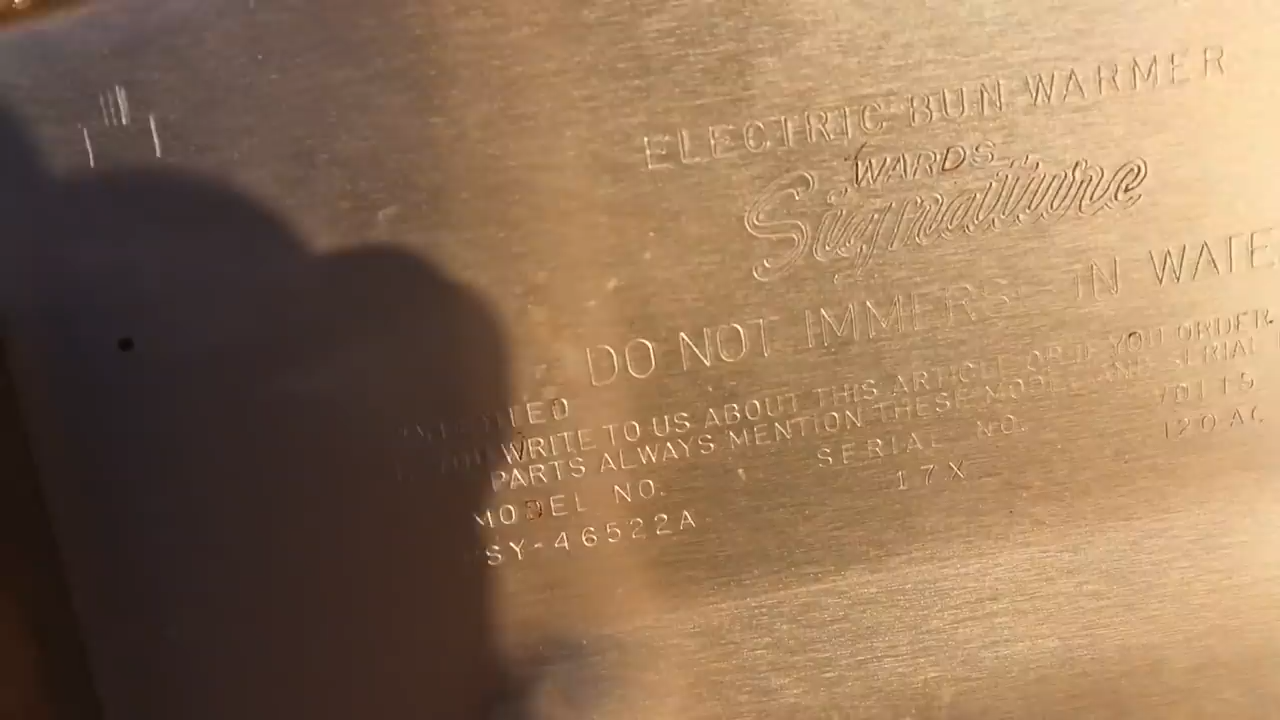 ELECTRIC BUN WARMER
WARDS
Signature
DO NOT IMMERSE IN WATE
WRITE TO US ABOUT THIS ARTICLE OR IF YOU ORDER
PARTS ALWAYS MENTION THESE MODEL AND SERIAL
MODEL NO. SERIAL NO. VOLTS
SY-46522A 17X 120 AC